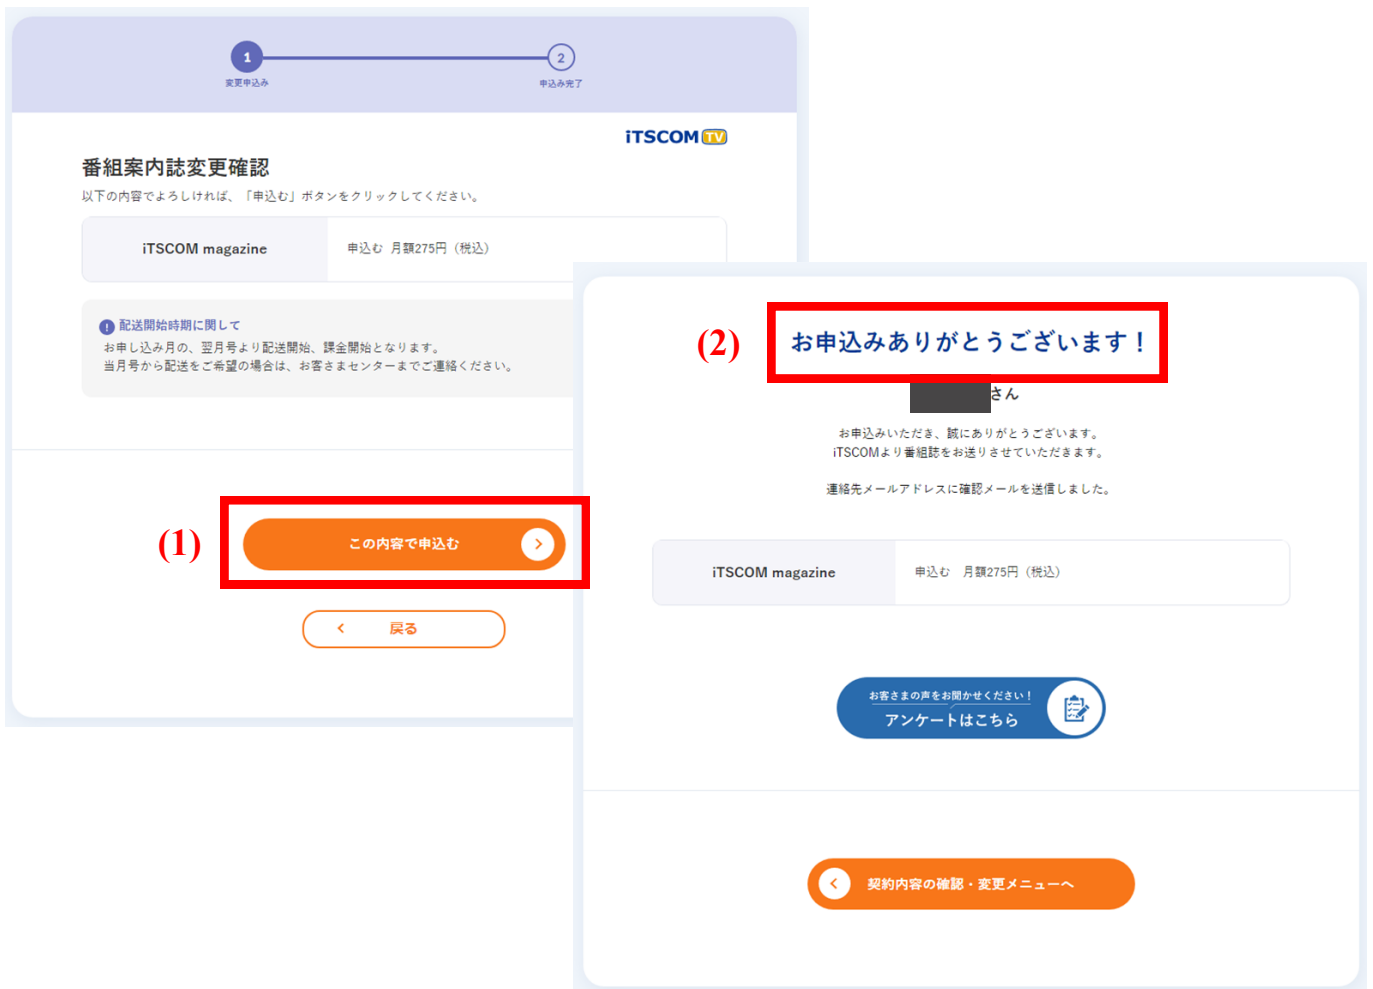 1
2
変更申込み
申込み完了
iTSCOM TV
番組案内誌変更確認
以下の内容でよろしければ、「申込む」ボタンをクリックしてください。
iTSCOM magazine
申込む 月額275円（税込）
! 配送開始時期に関して
お申し込み月の、翌月号より配送開始、課金開始となります。
当月号から配送をご希望の場合は、お客さまセンターまでご連絡ください。
(1)
この内容で申込む
戻る
(2)
お申込みありがとうございます！
さん
お申込みいただき、誠にありがとうございます。
iTSCOMより番組誌をお送りさせていただきます。
連絡先メールアドレスに確認メールを送信しました。
iTSCOM magazine
申込む 月額275円（税込）
お客さまの声をお聞かせください！
アンケートはこちら
契約内容の確認・変更メニューへ